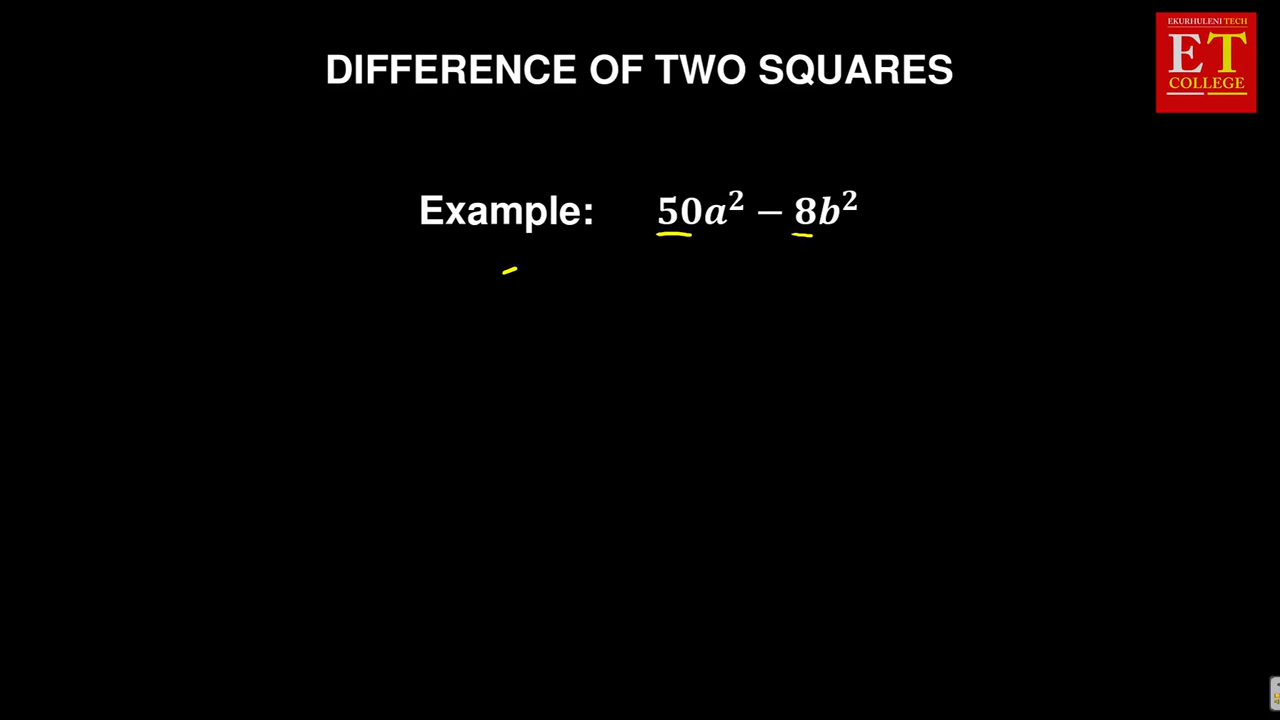 EKURHULENI TECH
ET
COLLEGE
DIFFERENCE OF TWO SQUARES
Example: 50a² − 8b²